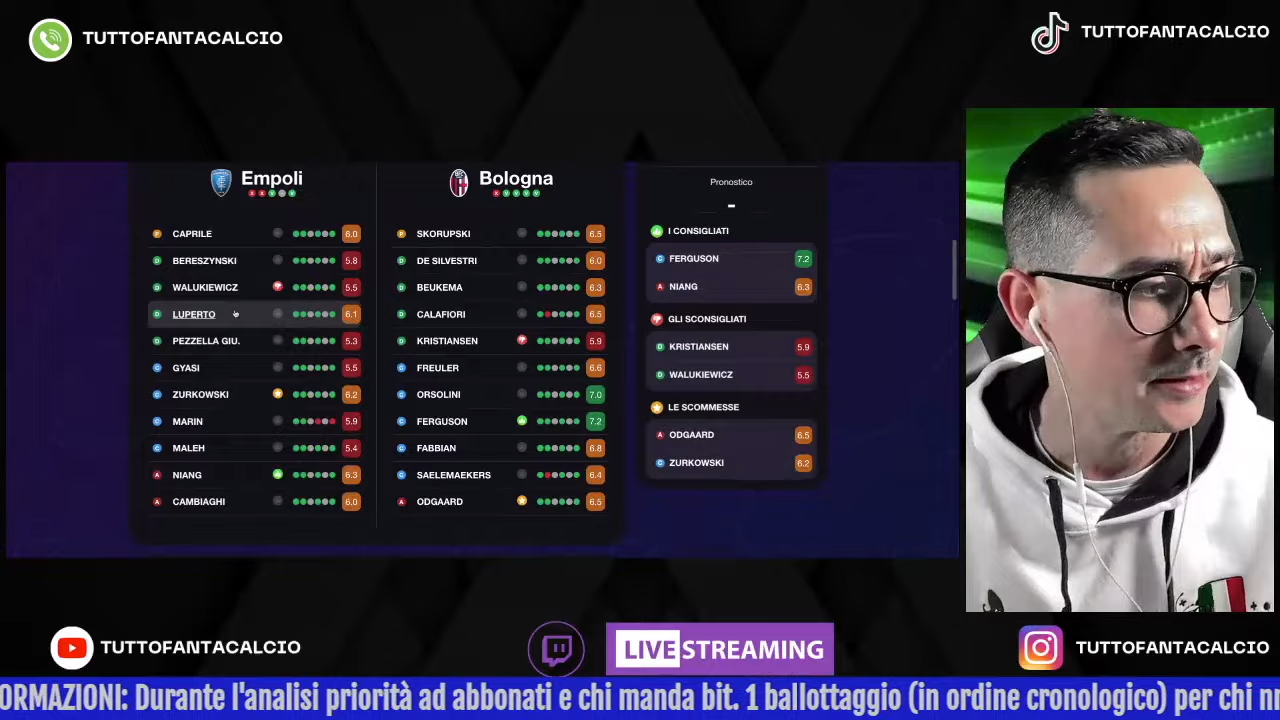 TUTTOFANTACALCIO
TUTTOFANTACALCIO
Empoli
CAPRILE 6.0
BERESZYNSKI 5.8
WALUKIEWICZ 5.5
LUPERTO 6.1
PEZZELLA GIU. 5.3
GYASI 5.5
ZURKOWSKI 6.2
MARIN 5.9
MALEH 5.4
NIANG 6.3
CAMBIAGHI 6.0
Bologna
SKORUPSKI 6.5
DE SILVESTRI 6.0
BEUKEMA 6.3
CALAFIORI 6.5
KRISTIANSEN 5.9
FREULER 6.6
ORSOLINI 7.0
FERGUSON 7.2
FABBIAN 6.8
SAELEMAEKERS 6.4
ODGAARD 6.5
Pronostico
-
I CONSIGLIATI
FERGUSON 7.2
NIANG 6.3
GLI SCONSIGLIATI
KRISTIANSEN 5.9
WALUKIEWICZ 5.5
LE SCOMMESSE
ODGAARD 6.5
ZURKOWSKI 6.2
TUTTOFANTACALCIO
LIVE STREAMING
TUTTOFANTACALCIO
ORMAZIONI: Durante l'analisi priorità ad abbonati e chi manda bit. 1 ballottaggio (in ordine cronologico) per chi